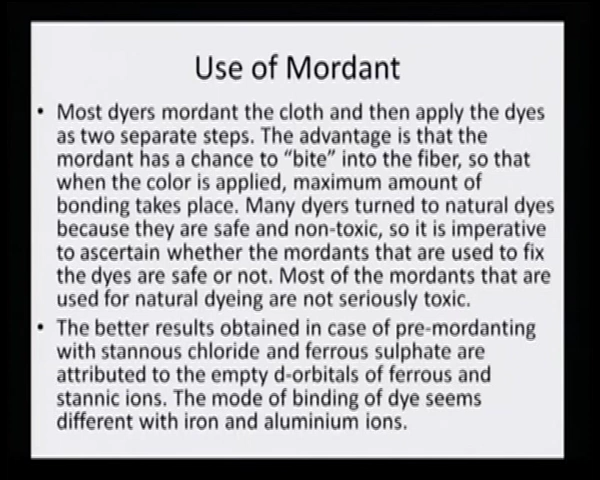 Use of Mordant
• Most dyers mordant the cloth and then apply the dyes
as two separate steps. The advantage is that the
mordant has a chance to “bite” into the fiber, so that
when the color is applied, maximum amount of
bonding takes place. Many dyers turned to natural dyes
because they are safe and non-toxic, so it is imperative
to ascertain whether the mordants that are used to fix
the dyes are safe or not. Most of the mordants that are
used for natural dyeing are not seriously toxic.
• The better results obtained in case of pre-mordanting
with stannous chloride and ferrous sulphate are
attributed to the empty d-orbitals of ferrous and
stannic ions. The mode of binding of dye seems
different with iron and aluminium ions.